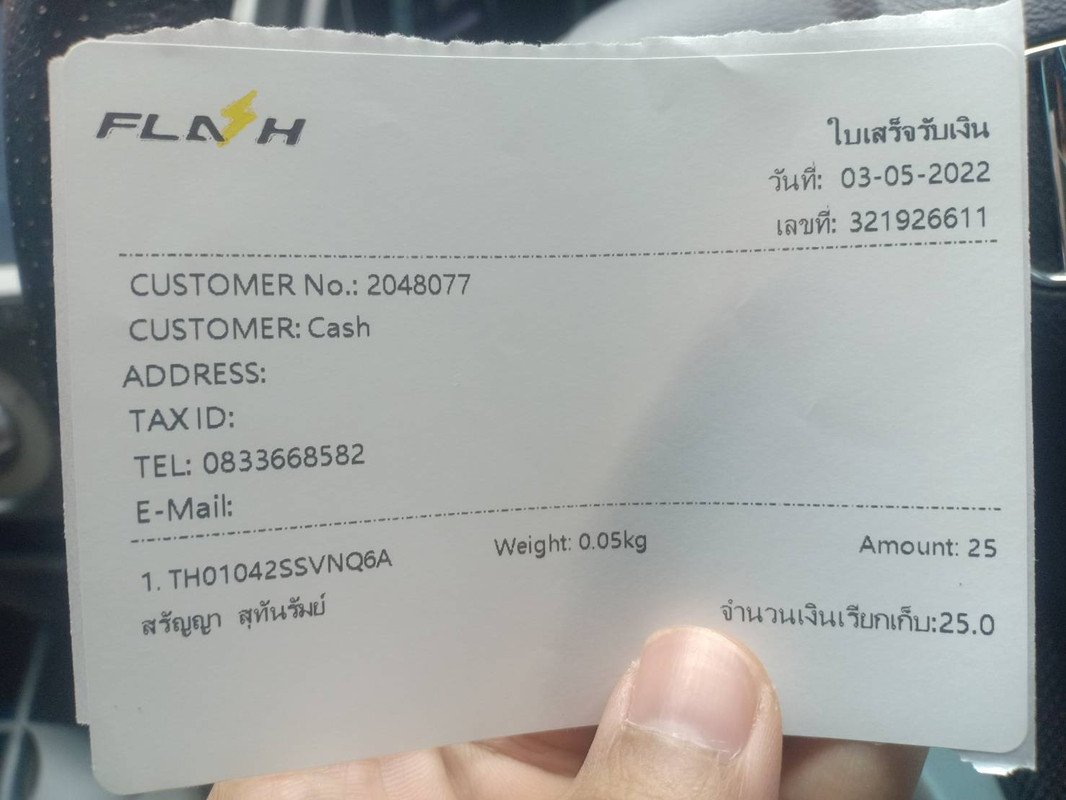 FLASH
ใบเสร็จรับเงิน
วันที่: 03-05-2022
เลขที่: 321926611
CUSTOMER No.: 2048077
CUSTOMER: Cash
ADDRESS:
TAX ID:
TEL: 0833668582
E-Mail:
1. TH01042SSVNQ6A Weight: 0.05kg Amount: 25
สรัญญา สุทันรัมย์ จำนวนเงินเรียกเก็บ:25.0